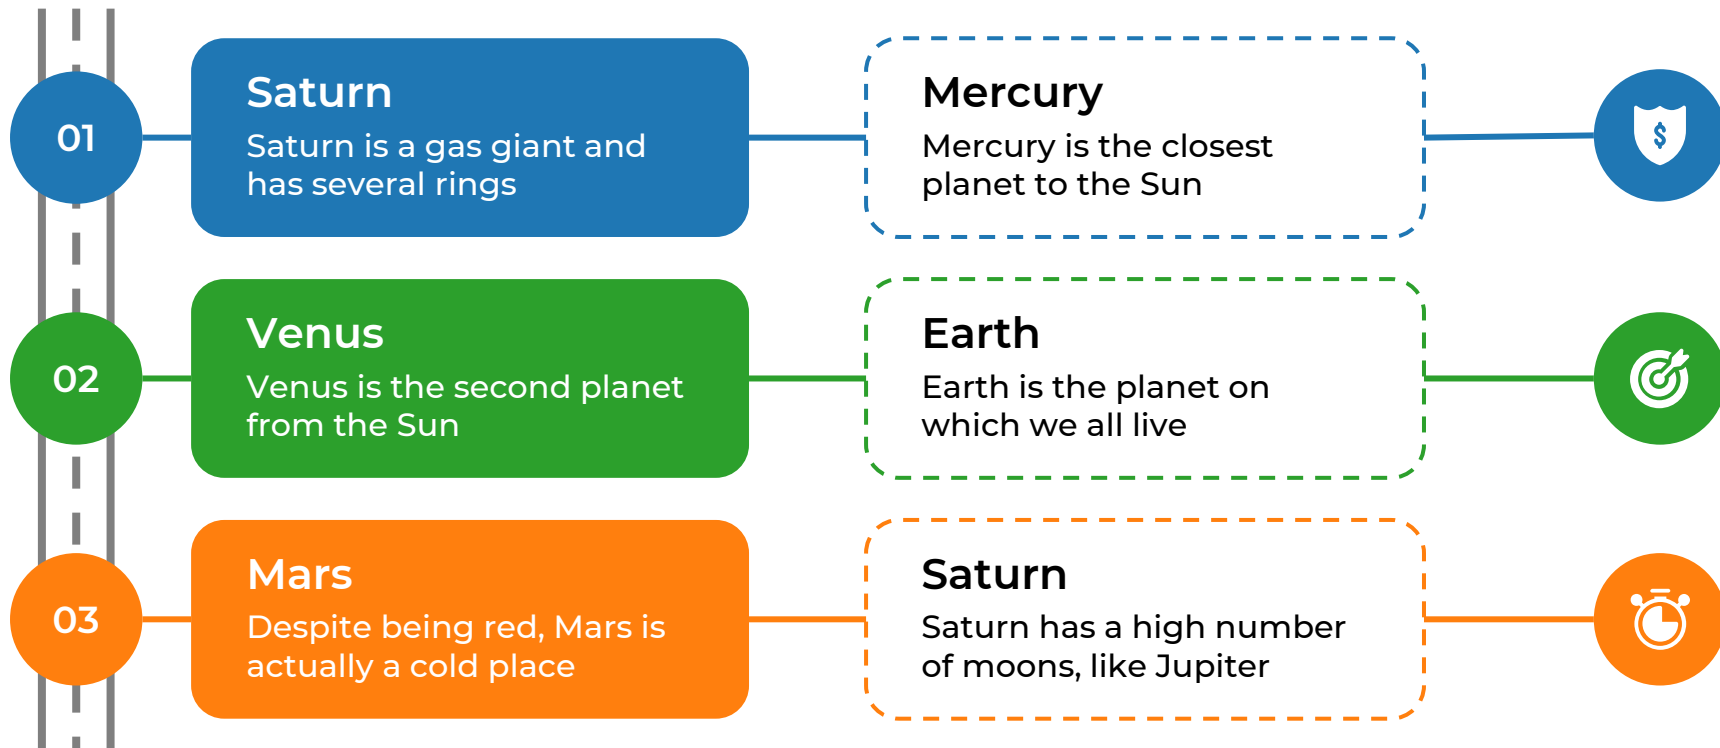 01
Saturn
Saturn is a gas giant and
has several rings
Mercury
Mercury is the closest
planet to the Sun
$
02
Venus
Venus is the second planet
from the Sun
Earth
Earth is the planet on
which we all live
03
Mars
Despite being red, Mars is
actually a cold place
Saturn
Saturn has a high number
of moons, like Jupiter